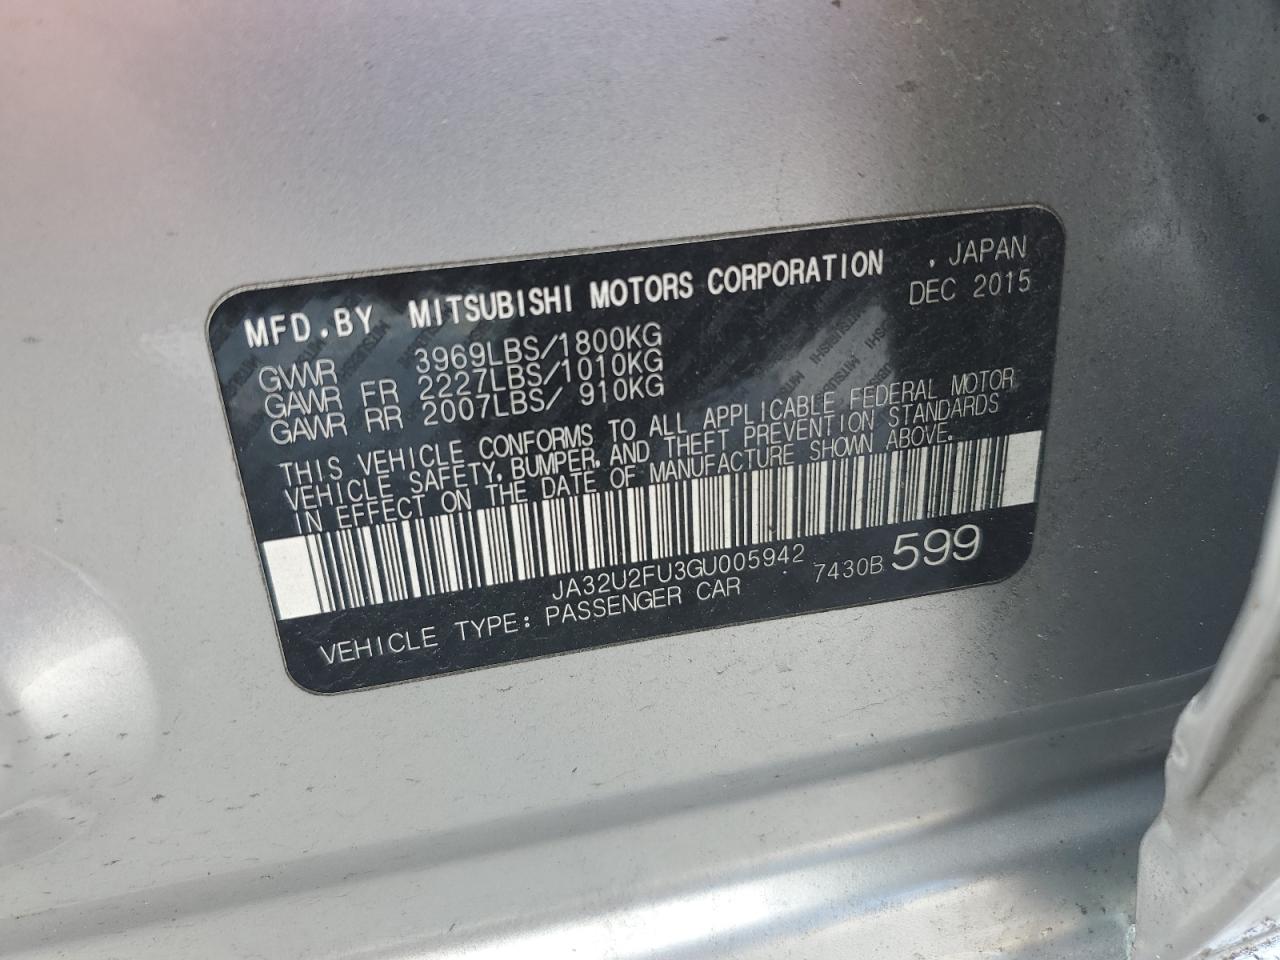 MFD.BY MITSUBISHI MOTORS CORPORATION , JAPAN
DEC 2015
GVWR 3969LBS/1800KG
GAWR FR 2227LBS/1010KG
GAWR RR 2007LBS/ 910KG
THIS VEHICLE CONFORMS TO ALL APPLICABLE FEDERAL MOTOR
VEHICLE SAFETY, BUMPER, AND THEFT PREVENTION STANDARDS
IN EFFECT ON THE DATE OF MANUFACTURE SHOWN ABOVE.
JA32U2FU3GU005942 7430B 599
VEHICLE TYPE: PASSENGER CAR